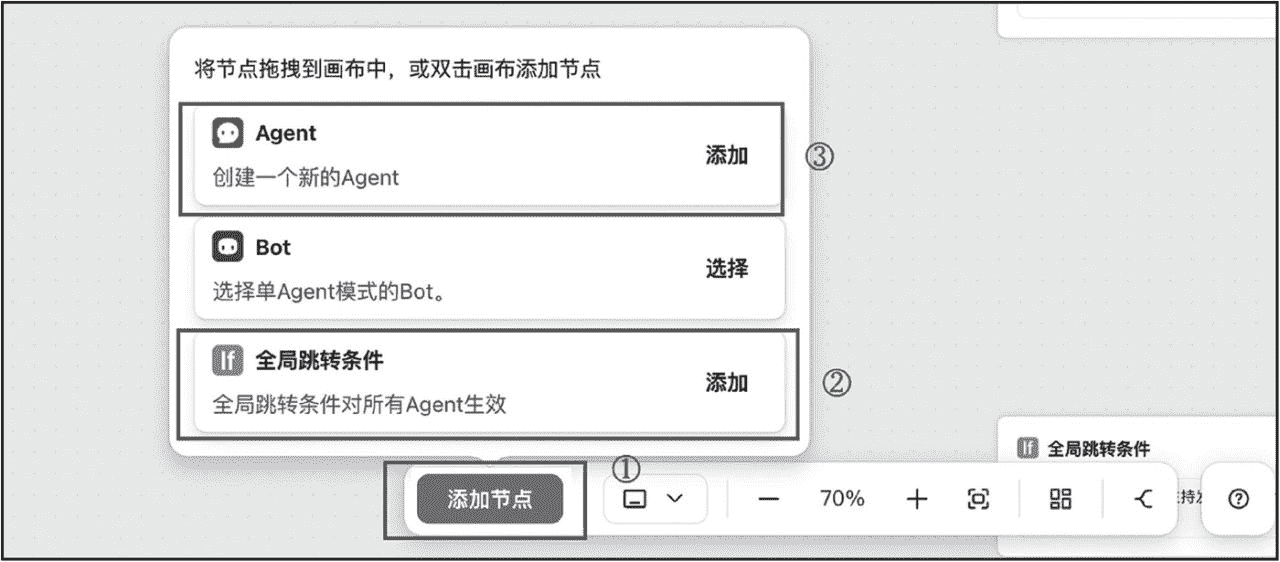 将节点拖拽到画布中，或双击画布添加节点
Agent
添加
③
创建一个新的Agent
Bot
选择
选择单Agent模式的Bot。
If 全局跳转条件
添加
②
全局跳转条件对所有Agent生效
If 全局跳转条件
①
添加节点
70%
持发